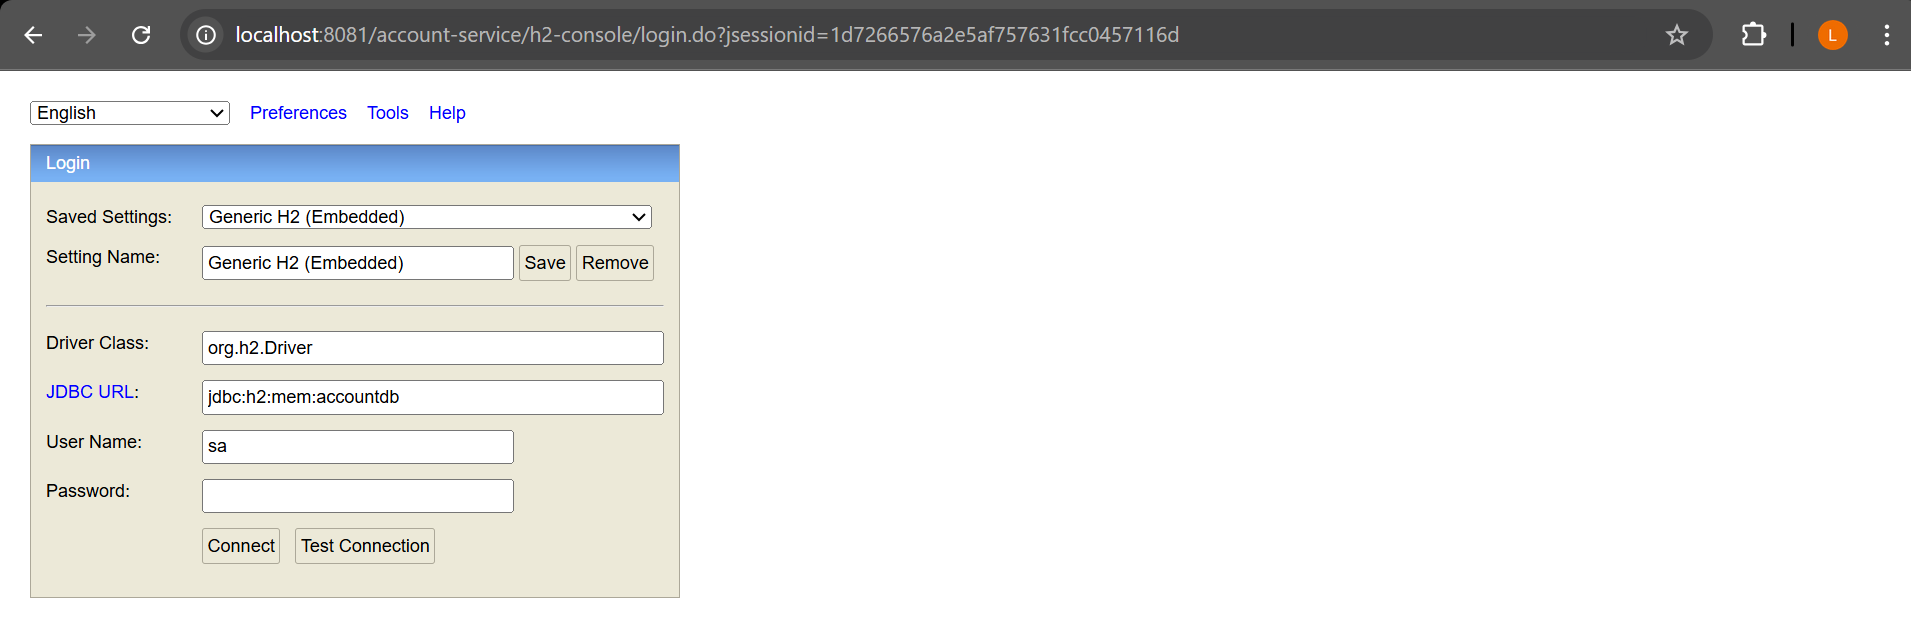 localhost:8081/account-service/h2-console/login.do?jsessionid=1d7266576a2e5af757631fcc0457116d
L
English Preferences Tools Help
Login
Saved Settings: Generic H2 (Embedded)
Setting Name: Generic H2 (Embedded) Save Remove
Driver Class: org.h2.Driver
JDBC URL: jdbc:h2:mem:accountdb
User Name: sa
Password:
Connect Test Connection